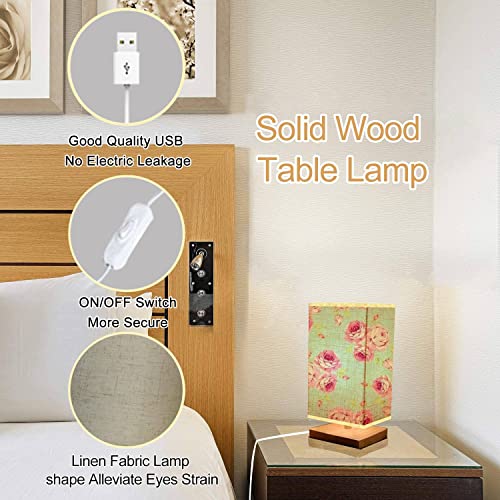 Solid Wood
Table Lamp
Good Quality USB
No Electric Leakage
ON/OFF Switch
More Secure
Linen Fabric Lamp
shape Alleviate Eyes Strain